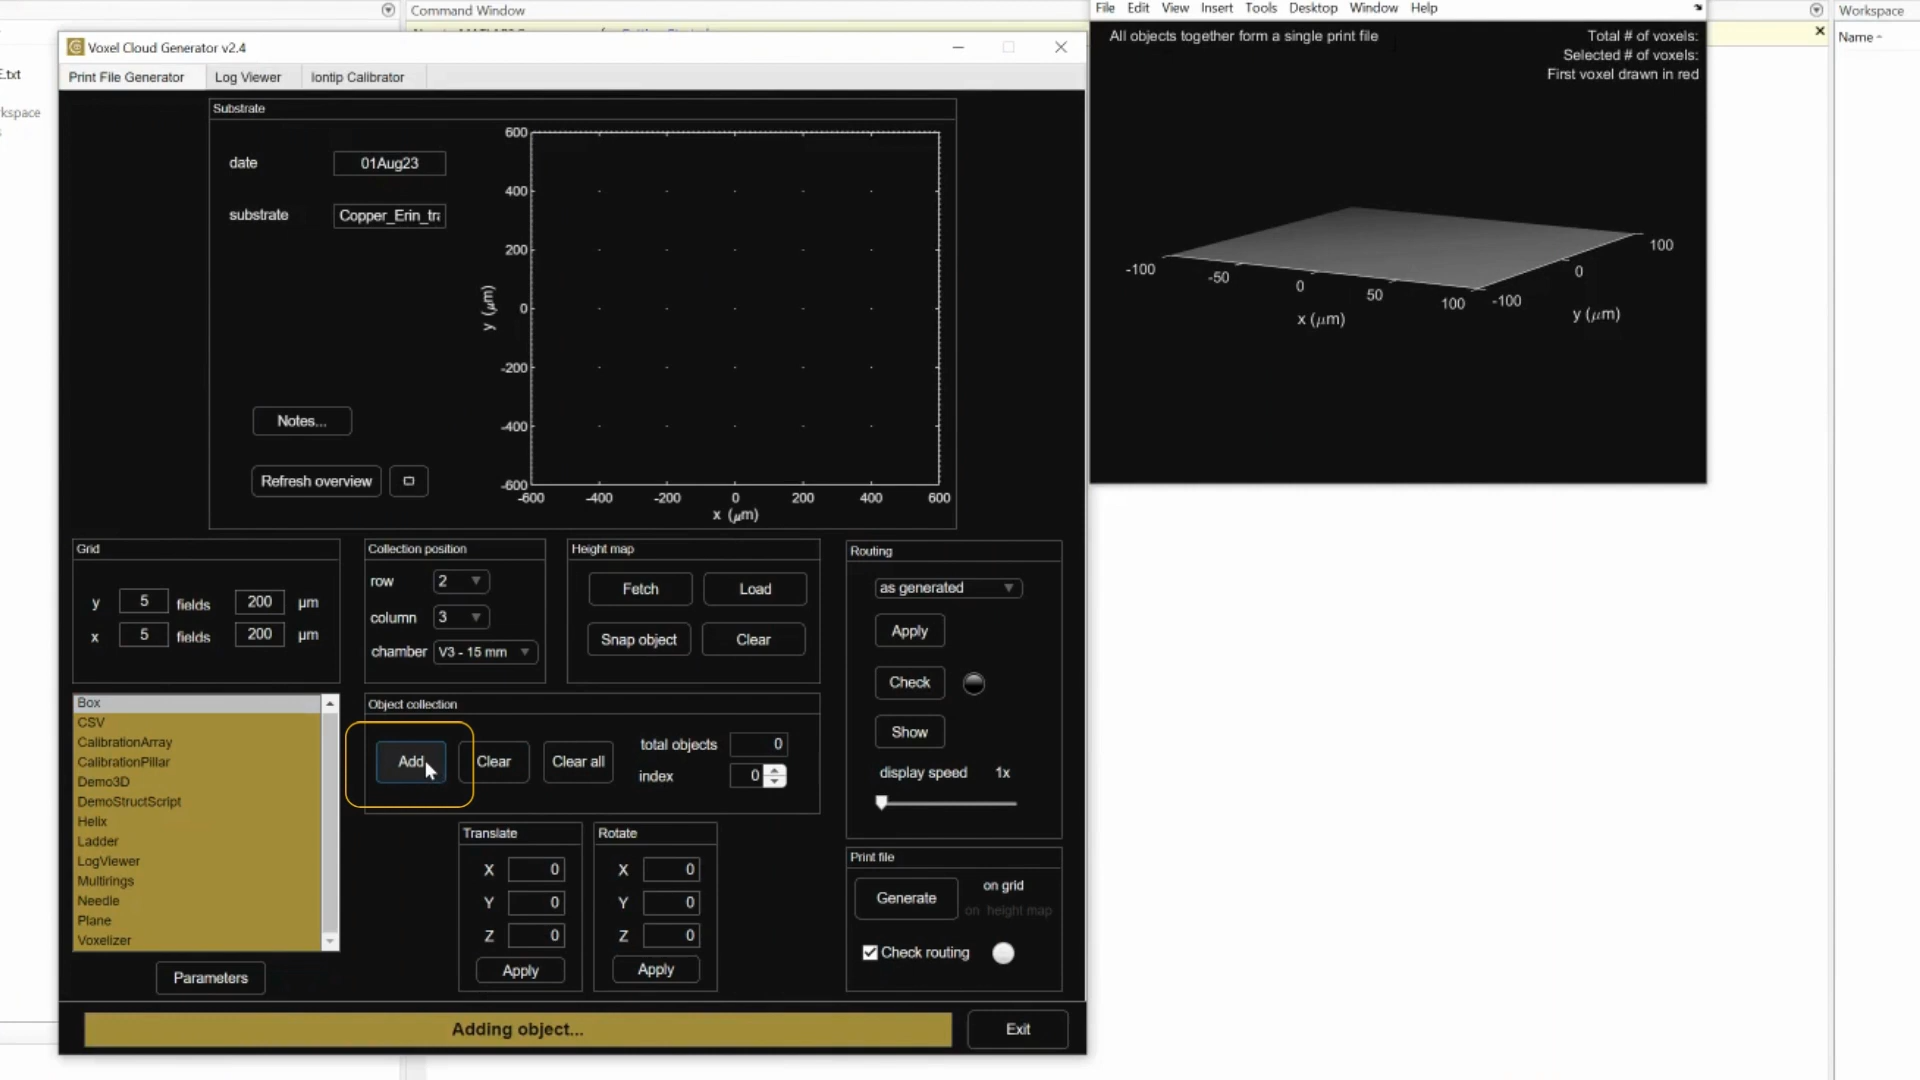 Command Window
E.txt
kspace
Voxel Cloud Generator v2.4
Print File Generator
Log Viewer
Iontip Calibrator
Substrate
date
01Aug23
substrate
Copper_Erin_tra
600
400
200
0
-200
-400
-600
y (μm)
-600
-400
-200
0
200
400
600
x (μm)
Notes...
Refresh overview
Grid
y
5
fields
200
μm
x
5
fields
200
μm
Collection position
row
2
column
3
chamber
V3 - 15 mm
Height map
Fetch
Load
Snap object
Clear
Routing
as generated
Apply
Check
Show
display speed
1x
Box
CSV
CalibrationArray
CalibrationPillar
Demo3D
DemoStructScript
Helix
Ladder
LogViewer
Multirings
Needle
Plane
Voxelizer
Parameters
Object collection
Add
Clear
Clear all
total objects
0
index
0
Translate
X
0
Y
0
Z
0
Apply
Rotate
X
0
Y
0
Z
0
Apply
Print file
Generate
on grid
on height map
Check routing
Adding object...
Exit
File Edit View Insert Tools Desktop Window Help
All objects together form a single print file
Total # of voxels:
Selected # of voxels:
First voxel drawn in red
-100
-50
0
50
100
x (μm)
-100
0
100
y (μm)
Workspace
Name